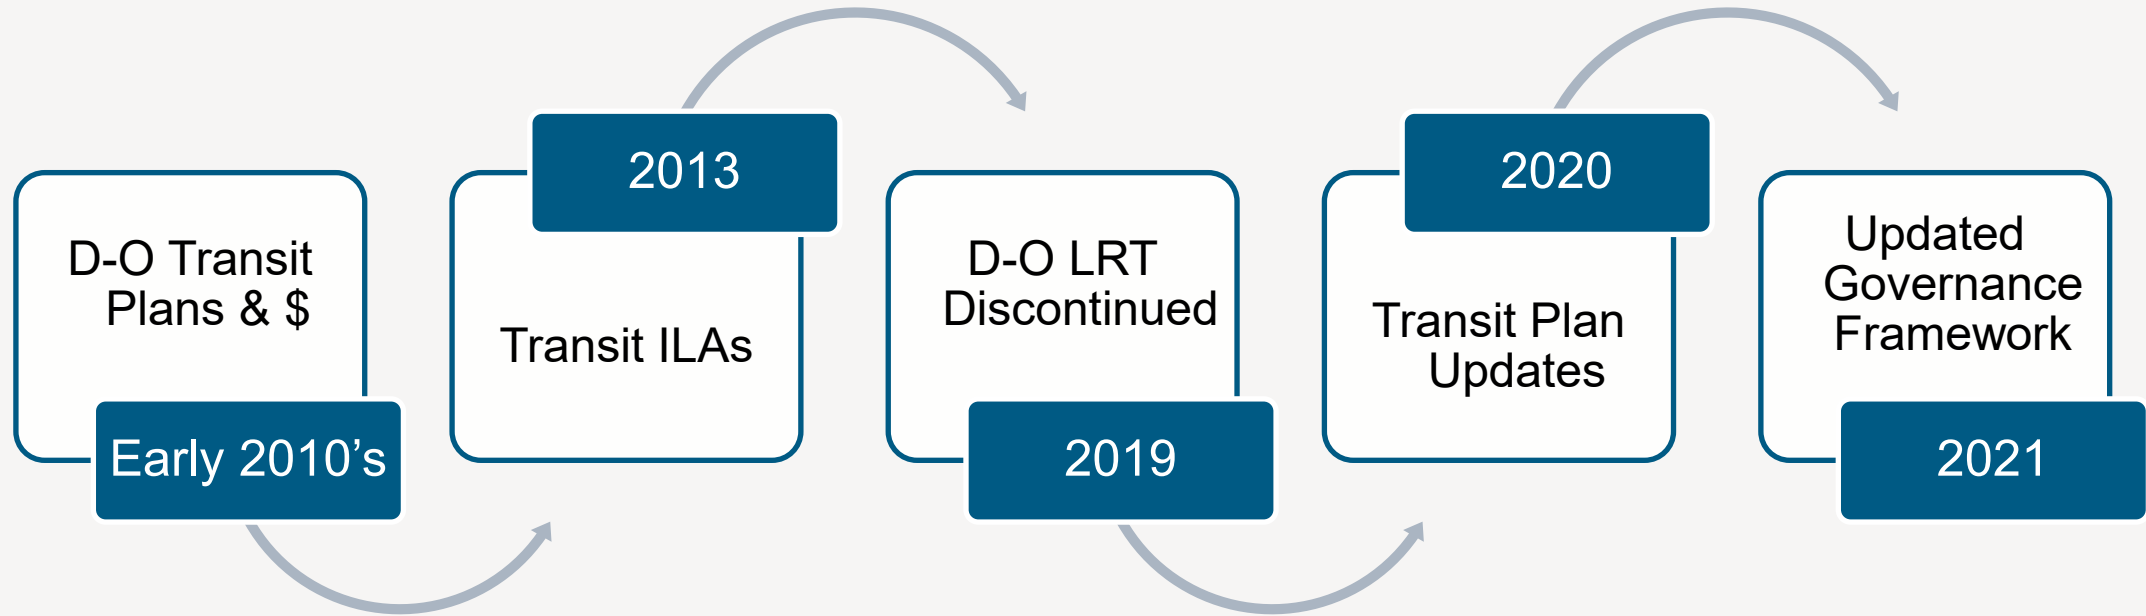 D-O Transit
Plans & $
Early 2010’s
2013
Transit ILAs
D-O LRT
Discontinued
2019
2020
Transit Plan
Updates
Updated
Governance
Framework
2021